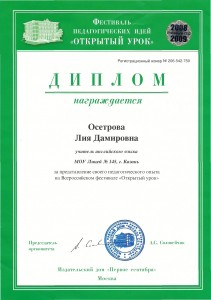 ФЕСТИВАЛЬ
ПЕДАГОГИЧЕСКИХ ИДЕЙ
«ОТКРЫТЫЙ УРОК»
2008
2009
Регистрационный номер №
ДИПЛОМ
награждается
Осетрова
Лия Дамировна
учитель английского языка
МОУ Лицей № 145, г. Казань
за представление своего педагогического опыта
на Всероссийском фестивале «Открытый урок»
Председатель
оргкомитета
А.С. Соловейчик
Издательский дом «Первое сентября»
Москва